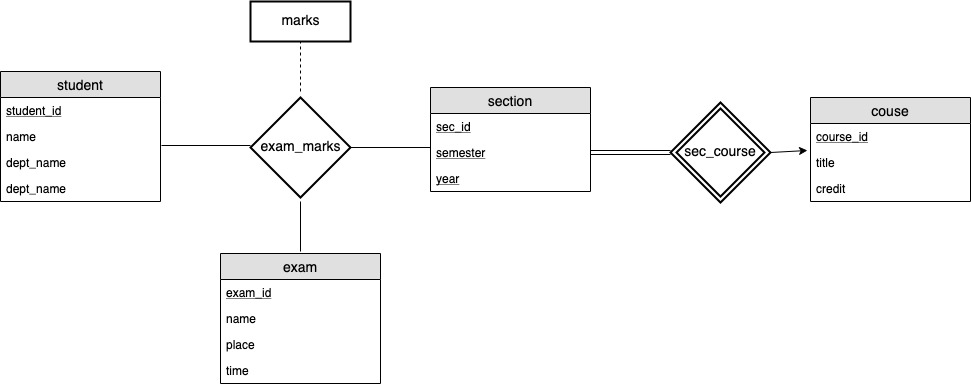 marks
student
student_id
name
dept_name
dept_name
exam_marks
section
sec_id
semester
year
sec_course
couse
course_id
title
credit
exam
exam_id
name
place
time